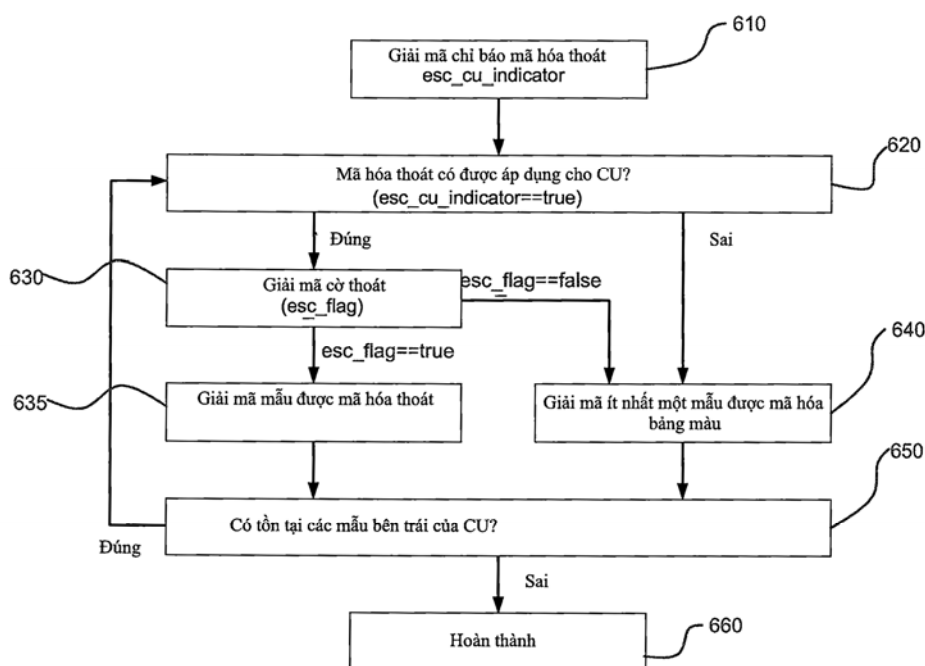 610
Giải mã chỉ báo mã hóa thoát
esc_cu_indicator
620
Mã hóa thoát có được áp dụng cho CU?
(esc_cu_indicator==true)
Đúng
Sai
630
Giải mã cờ thoát
(esc_flag)
esc_flag==false
esc_flag==true
640
635
Giải mã mẫu được mã hóa thoát
Giải mã ít nhất một mẫu được mã hóa
bảng màu
650
Có tồn tại các mẫu bên trái của CU?
Đúng
Sai
660
Hoàn thành